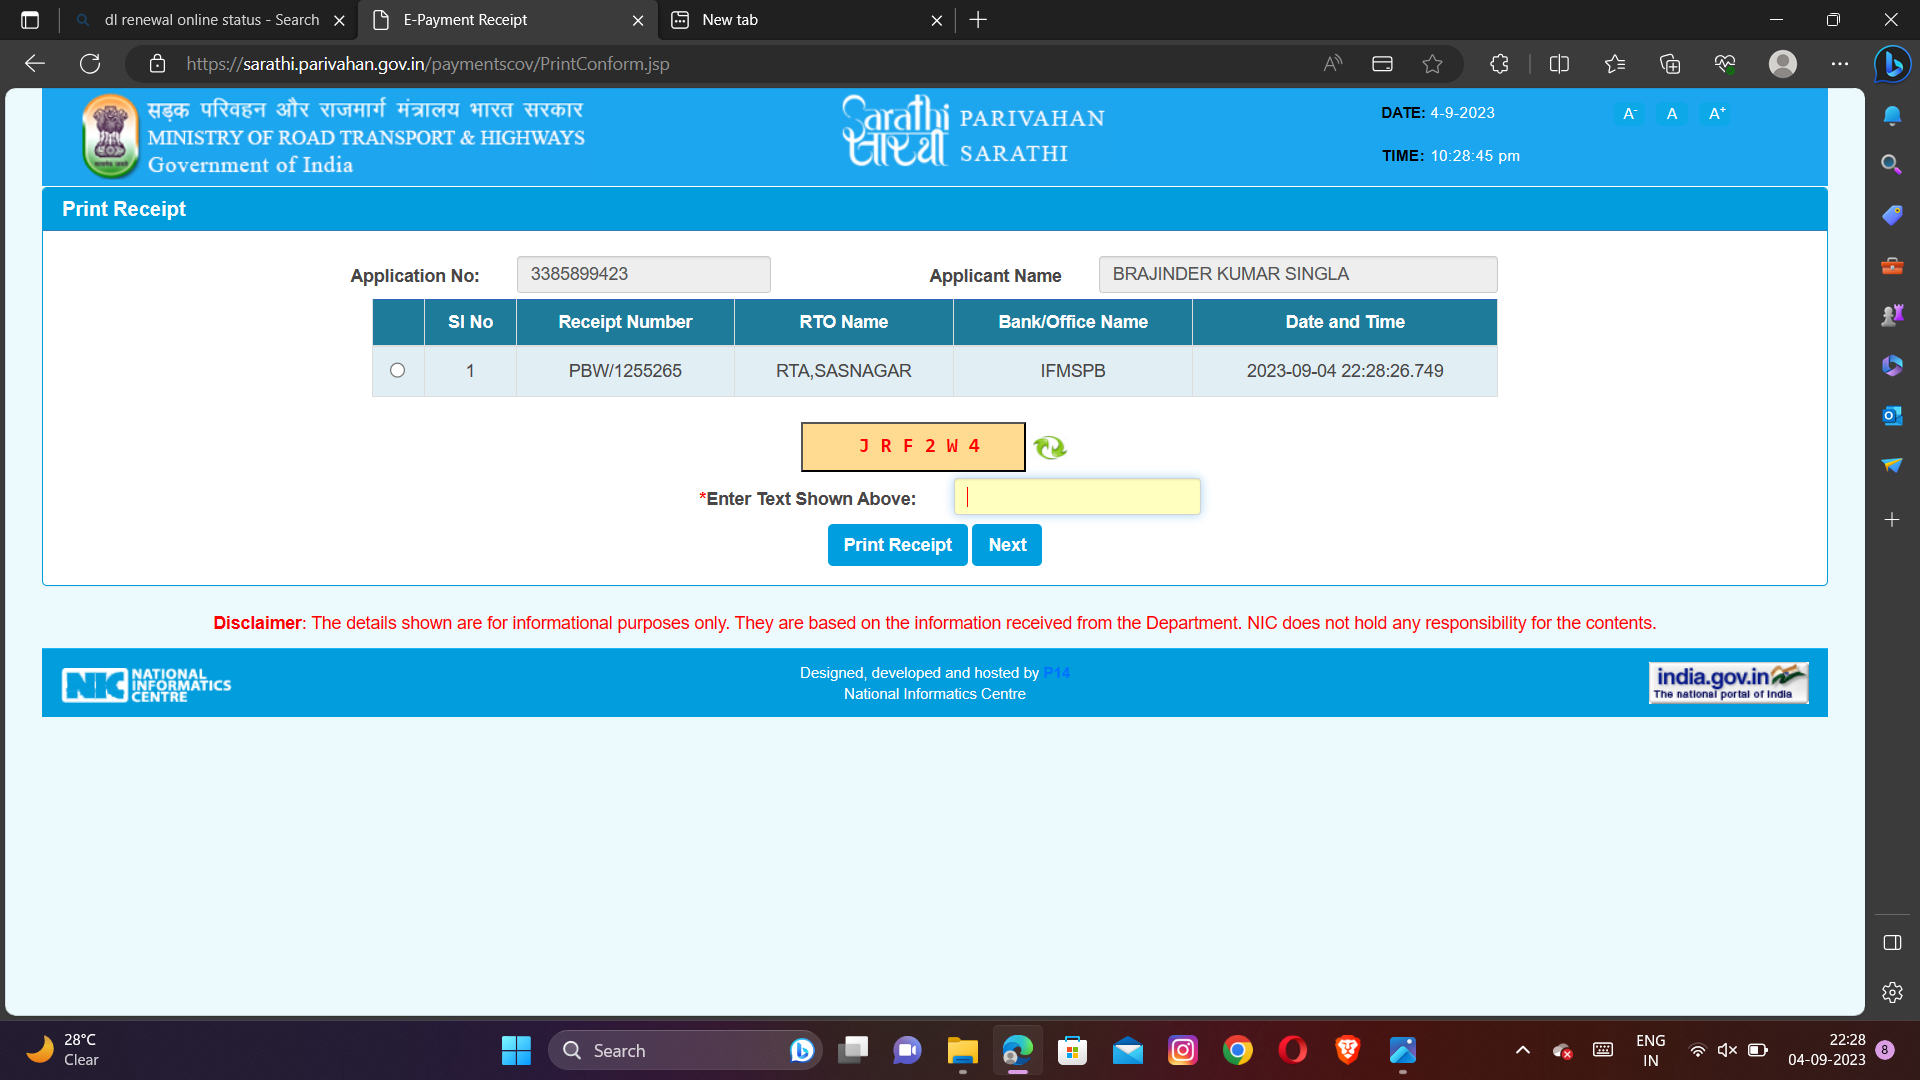 dl renewal online status - Search
E-Payment Receipt
New tab
https://sarathi.parivahan.gov.in/paymentscov/PrintConform.jsp
सड़क परिवहन और राजमार्ग मंत्रालय भारत सरकार
MINISTRY OF ROAD TRANSPORT & HIGHWAYS
Government of India
Sarathi
सारथी
PARIVAHAN
SARATHI
DATE: 4-9-2023
TIME: 10:28:45 pm
A- A A+
Print Receipt
Application No: 3385899423 Applicant Name BRAJINDER KUMAR SINGLA
Sl No Receipt Number RTO Name Bank/Office Name Date and Time
1 PBW/1255265 RTA,SASNAGAR IFMSPB 2023-09-04 22:28:26.749
J R F 2 W 4
*Enter Text Shown Above:
Print Receipt Next
Disclaimer: The details shown are for informational purposes only. They are based on the information received from the Department. NIC does not hold any responsibility for the contents.
NIC NATIONAL
INFORMATICS
CENTRE
Designed, developed and hosted by P14
National Informatics Centre
india.gov.in
The national portal of India
28°C
Clear
Search
ENG
IN
22:28
04-09-2023
8